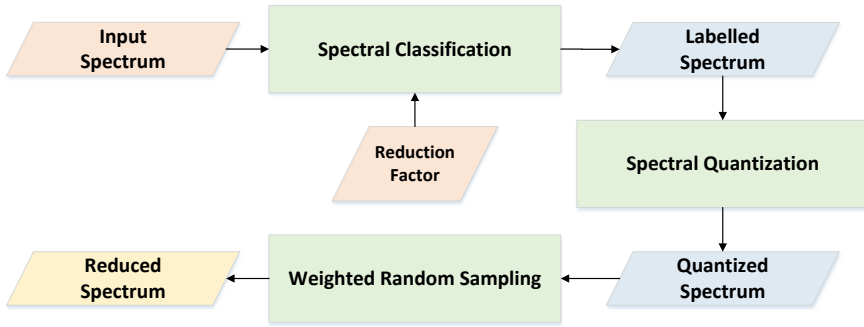 Input
Spectrum
Spectral Classification
Labelled
Spectrum
Reduction
Factor
Spectral Quantization
Reduced
Spectrum
Weighted Random Sampling
Quantized
Spectrum